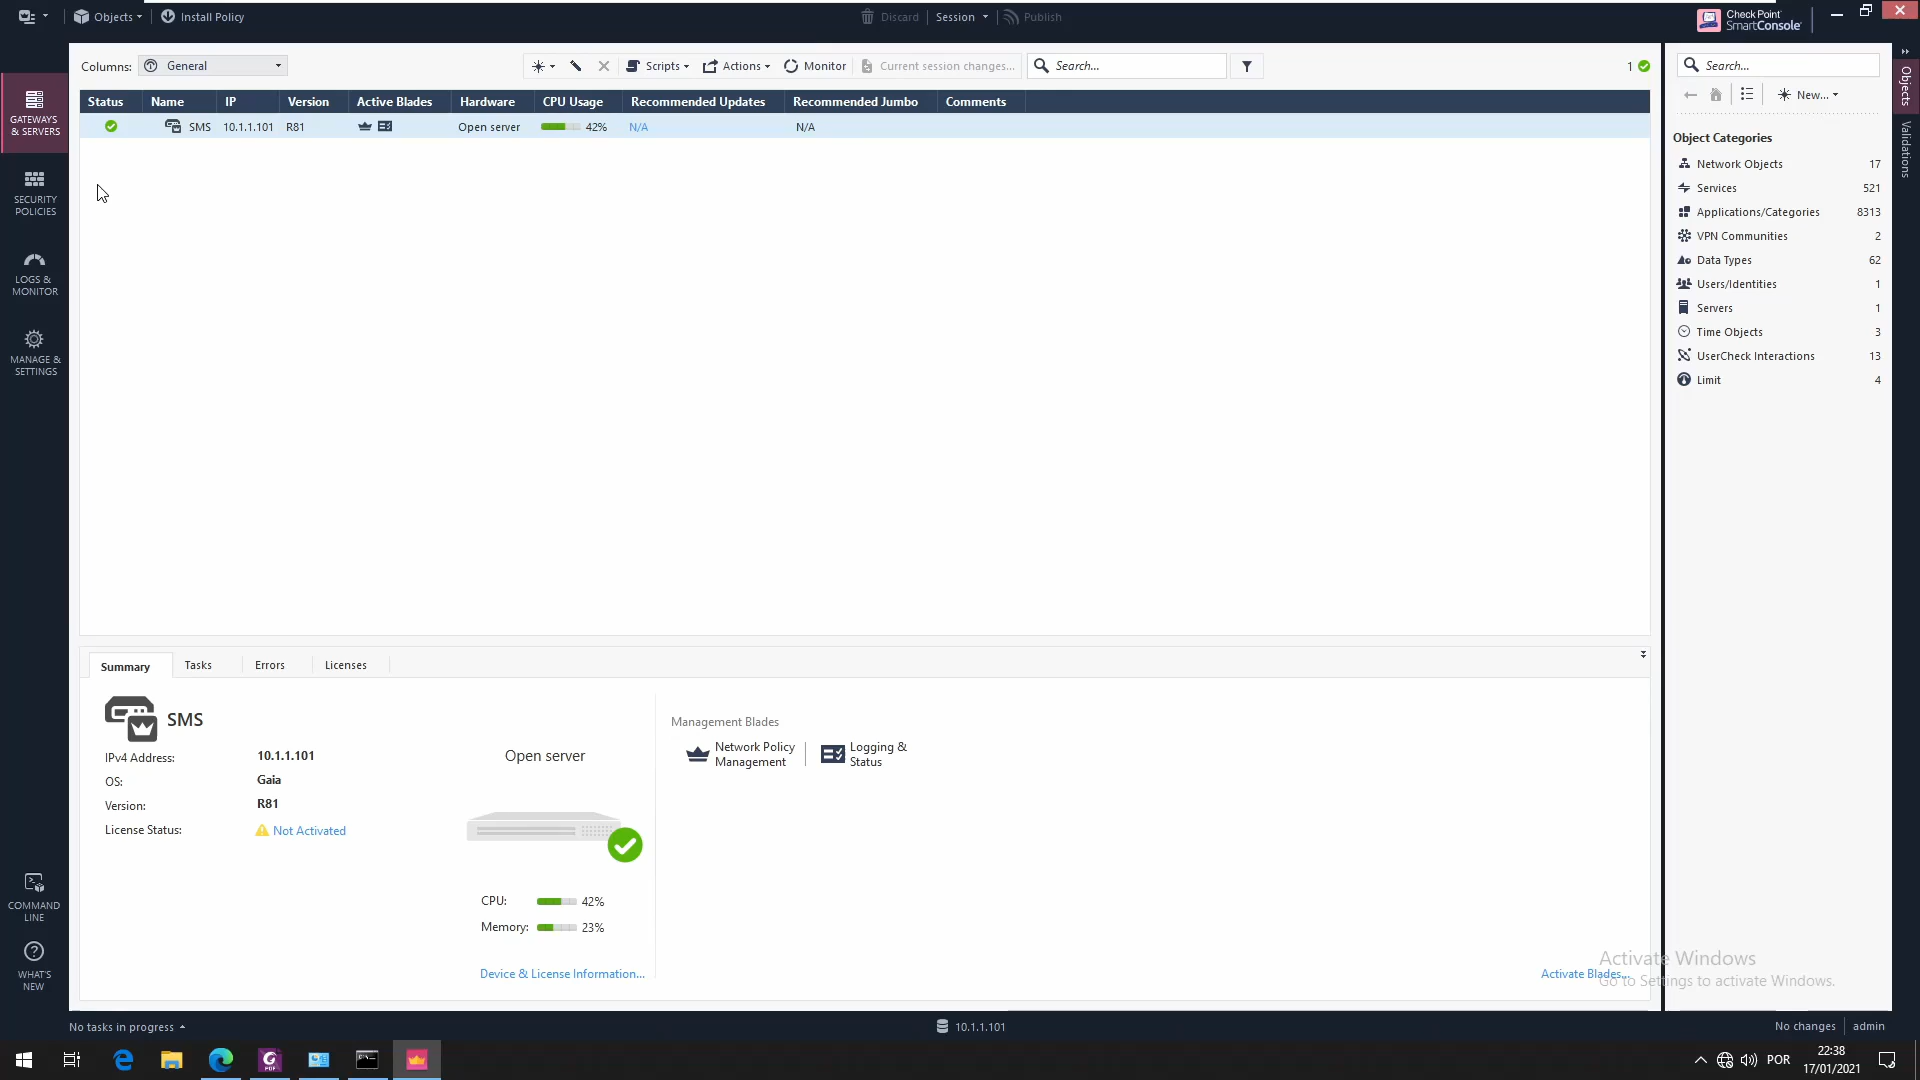 Objects
Install Policy
Discard
Session
Publish
Check Point
SmartConsole
Columns:
General
Scripts
Actions
Monitor
Current session changes...
Search...
1
Status
Name
IP
Version
Active Blades
Hardware
CPU Usage
Recommended Updates
Recommended Jumbo
Comments
SMS
10.1.1.101
R81
Open server
42%
N/A
N/A
GATEWAYS
& SERVERS
SECURITY
POLICIES
LOGS &
MONITOR
MANAGE &
SETTINGS
COMMAND
LINE
WHAT'S
NEW
Summary
Tasks
Errors
Licenses
SMS
IPv4 Address:
10.1.1.101
OS:
Gaia
Version:
R81
License Status:
Not Activated
Open server
CPU:
42%
Memory:
23%
Device & License Information...
Management Blades
Network Policy
Management
Logging &
Status
Activate Blades...
Search...
New...
Object Categories
Network Objects 17
Services 521
Applications/Categories 8313
VPN Communities 2
Data Types 62
Users/Identities 1
Servers 1
Time Objects 3
UserCheck Interactions 13
Limit 4
Objects
Validations
Activate Windows
Go to Settings to activate Windows.
No tasks in progress
10.1.1.101
No changes
admin
POR
22:38
17/01/2021